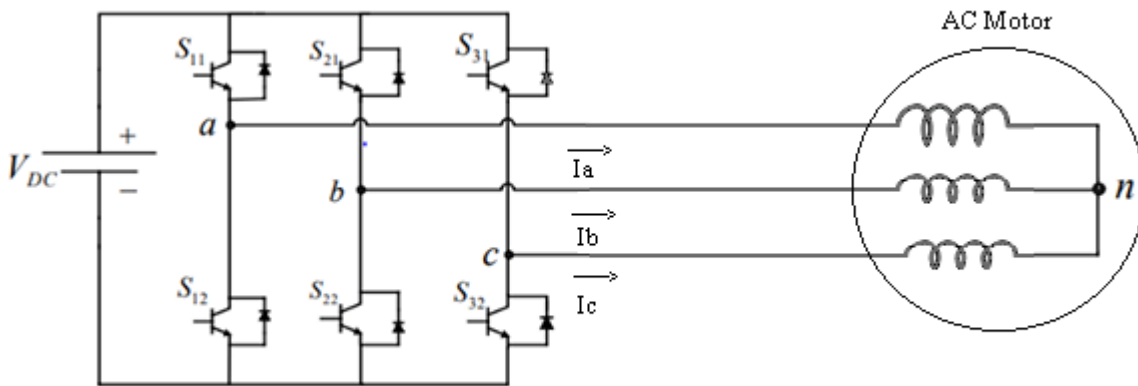 AC Motor
S11
S21
S31
a
+
VDC
−
Ia
b
n
Ib
c
S12
S22
S32
Ic